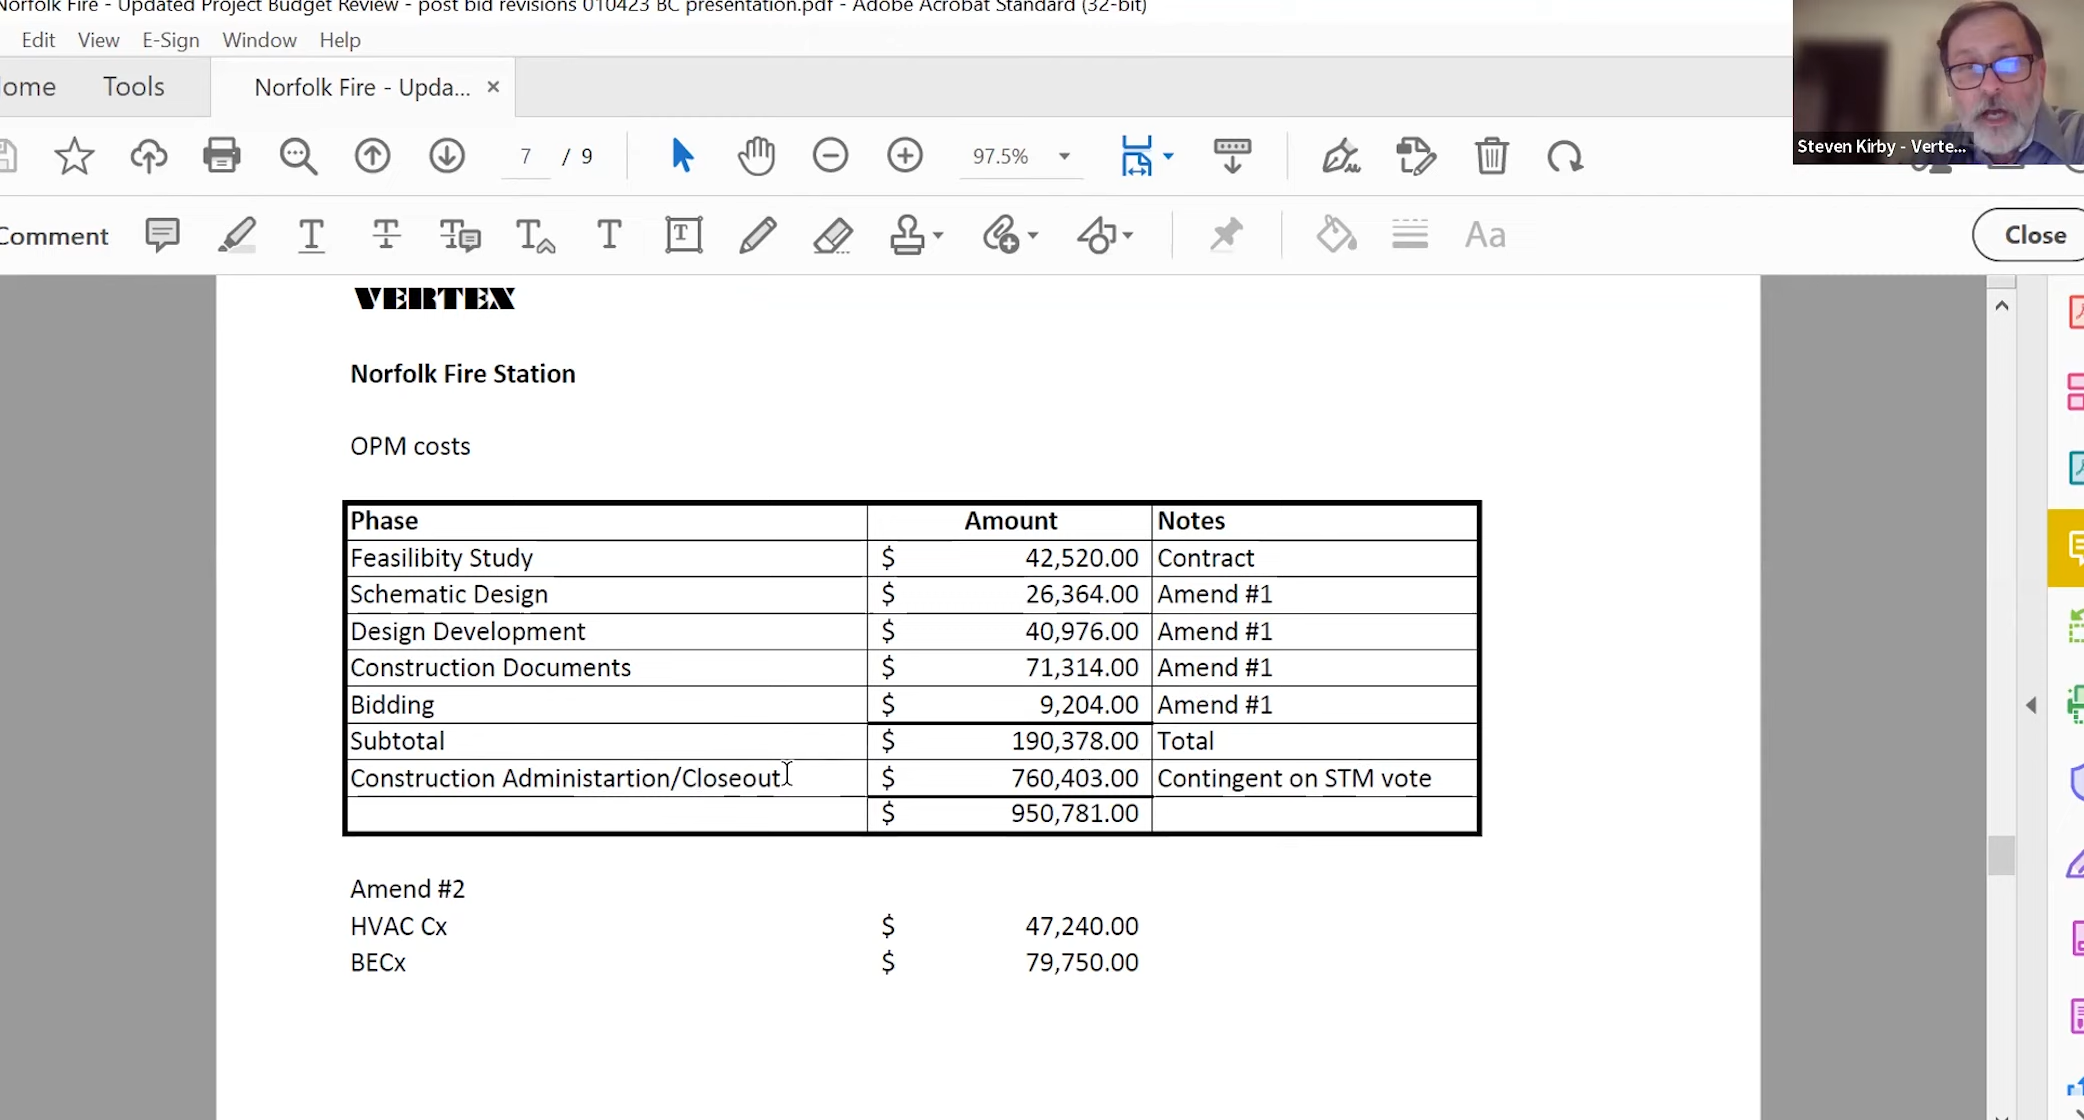 Norfolk Fire - Updated Project Budget Review - post bid revisions 010423 BC presentation.pdf - Adobe Acrobat Standard (32-bit)
Edit View E-Sign Window Help
Tools Norfolk Fire - Upda... ×
7 / 9 97.5%
Steven Kirby - Verte...
Comment Aa Close
VERTEX
Norfolk Fire Station
OPM costs
Phase Amount Notes
Feasilibity Study $ 42,520.00 Contract
Schematic Design $ 26,364.00 Amend #1
Design Development $ 40,976.00 Amend #1
Construction Documents $ 71,314.00 Amend #1
Bidding $ 9,204.00 Amend #1
Subtotal $ 190,378.00 Total
Construction Administartion/Closeout $ 760,403.00 Contingent on STM vote
$ 950,781.00
Amend #2
HVAC Cx $ 47,240.00
BECx $ 79,750.00